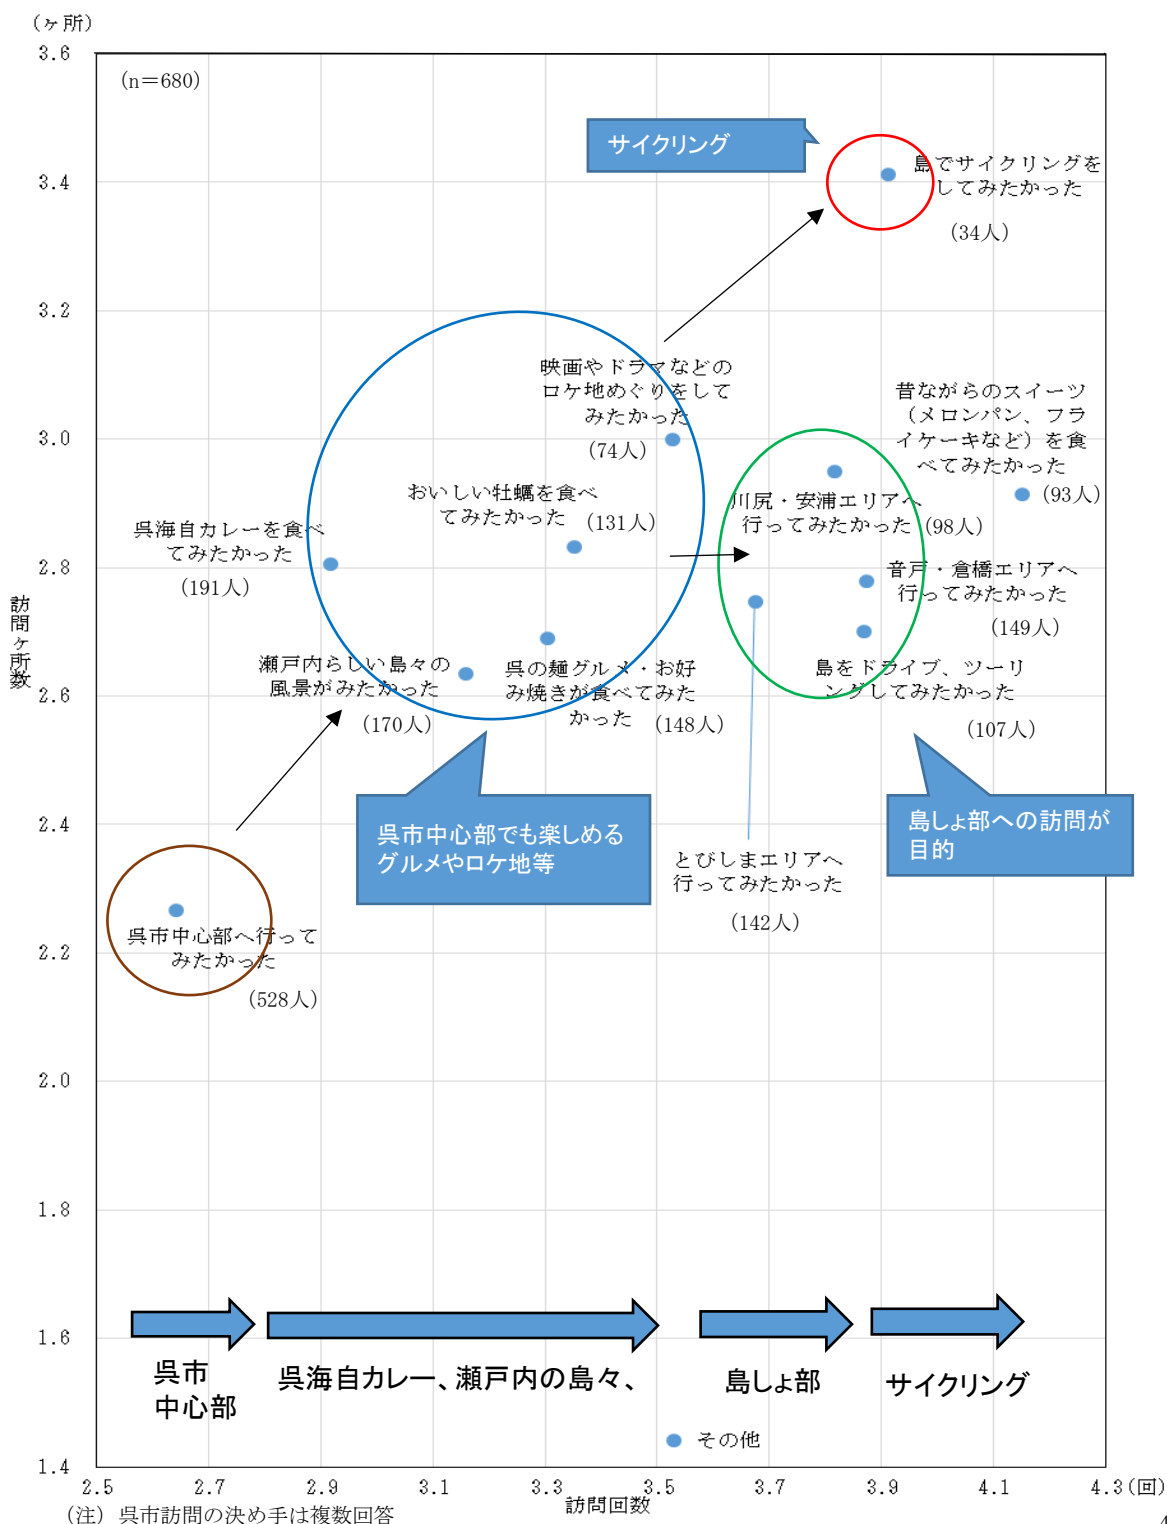 （ヶ所）
3.6
(n＝680)
サイクリング
島でサイクリングを
してみたかった
（34人）
3.4
3.2
映画やドラマなどの
ロケ地めぐりをして
みたかった
（74人）
昔ながらのスイーツ
（メロンパン、フラ
イケーキなど）を食
べてみたかった
（93人）
3.0
おいしい牡蠣を食べ
てみたかった
（131人）
川尻・安浦エリアへ
行ってみたかった
（98人）
呉海自カレーを食べ
てみたかった
（191人）
2.8
音戸・倉橋エリアへ
行ってみたかった
（149人）
訪問ヶ所数
瀬戸内らしい島々の
風景がみたかった
（170人）
呉の麺グルメ・お好
み焼きが食べてみた
かった
（148人）
島をドライブ、ツーリ
ングしてみたかった
（107人）
2.6
呉市中心部でも楽しめる
グルメやロケ地等
島しょ部への訪問が
目的
2.4
とびしまエリアへ
行ってみたかった
（142人）
呉市中心部へ行って
みたかった
（528人）
2.2
2.0
1.8
1.6
呉市
中心部
呉海自カレー、瀬戸内の島々、
島しょ部
サイクリング
その他
1.4
2.5 2.7 2.9 3.1 3.3 3.5 3.7 3.9 4.1 4.3 (回)
訪問回数
（注）呉市訪問の決め手は複数回答